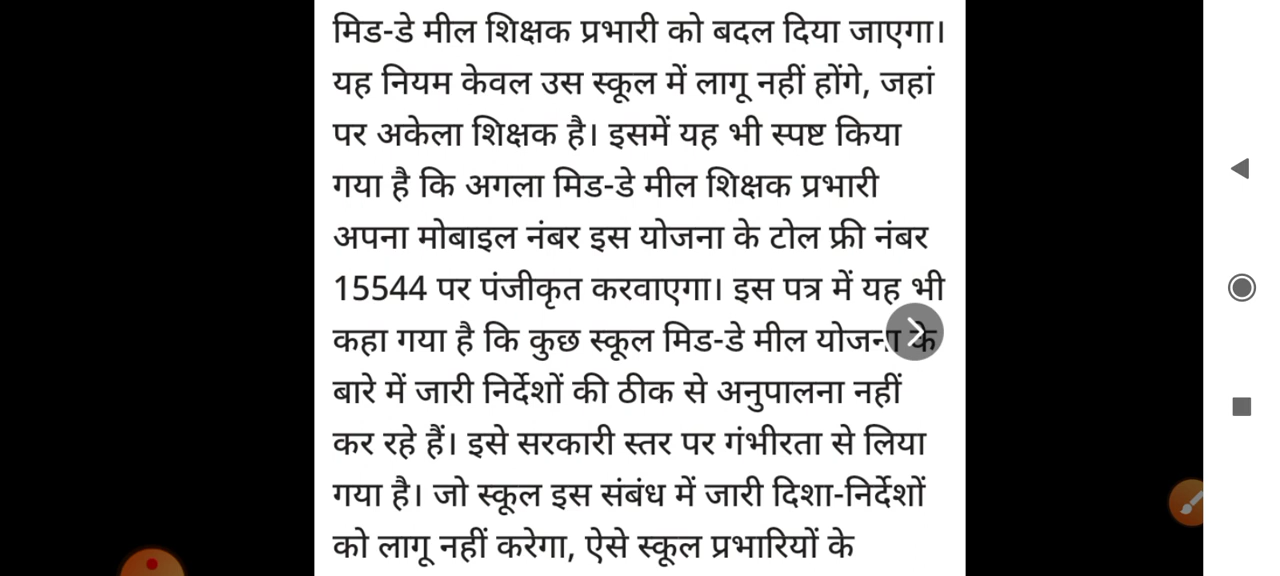 मिड-डे मील शिक्षक प्रभारी को बदल दिया जाएगा।
यह नियम केवल उस स्कूल में लागू नहीं होंगे, जहां
पर अकेला शिक्षक है। इसमें यह भी स्पष्ट किया
गया है कि अगला मिड-डे मील शिक्षक प्रभारी
अपना मोबाइल नंबर इस योजना के टोल फ्री नंबर
15544 पर पंजीकृत करवाएगा। इस पत्र में यह भी
कहा गया है कि कुछ स्कूल मिड-डे मील योजना के
बारे में जारी निर्देशों की ठीक से अनुपालना नहीं
कर रहे हैं। इसे सरकारी स्तर पर गंभीरता से लिया
गया है। जो स्कूल इस संबंध में जारी दिशा-निर्देशों
को लागू नहीं करेगा, ऐसे स्कूल प्रभारियों के